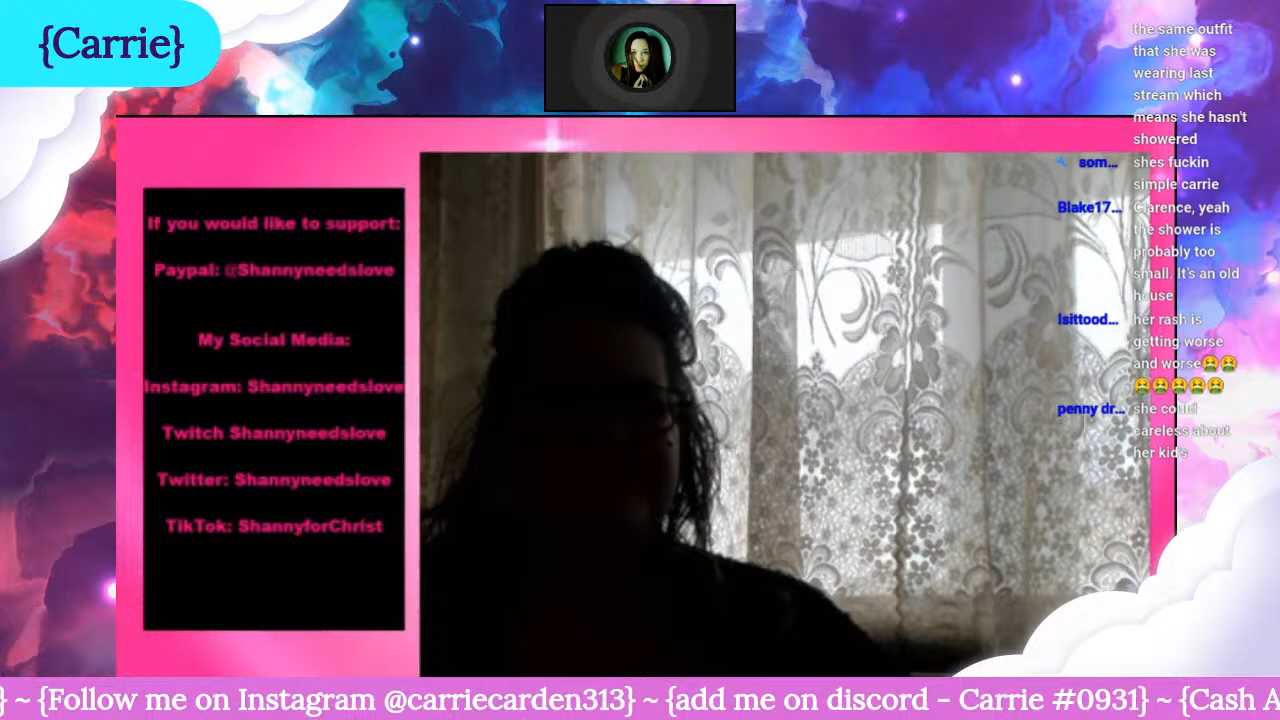 {Carrie}
If you would like to support:
Paypal: @Shannyneedslove
My Social Media:
Instagram: Shannyneedslove
Twitch Shannyneedslove
Twitter: Shannyneedslove
TikTok: ShannyforChrist
the same outfit
that she was
wearing last
stream which
means she hasn't
showered
som... shes fuckin
simple carrie
Blake17... Clarence, yeah
the shower is
probably too
small. It's an old
house
Isittood... her rash is
getting worse
and worse🤮🤮
🤮🤮🤮🤮🤮
penny dr... she could
careless about
her kids
} ~ {Follow me on Instagram @carriecarden313} ~ {add me on discord - Carrie #0931} ~ {Cash A